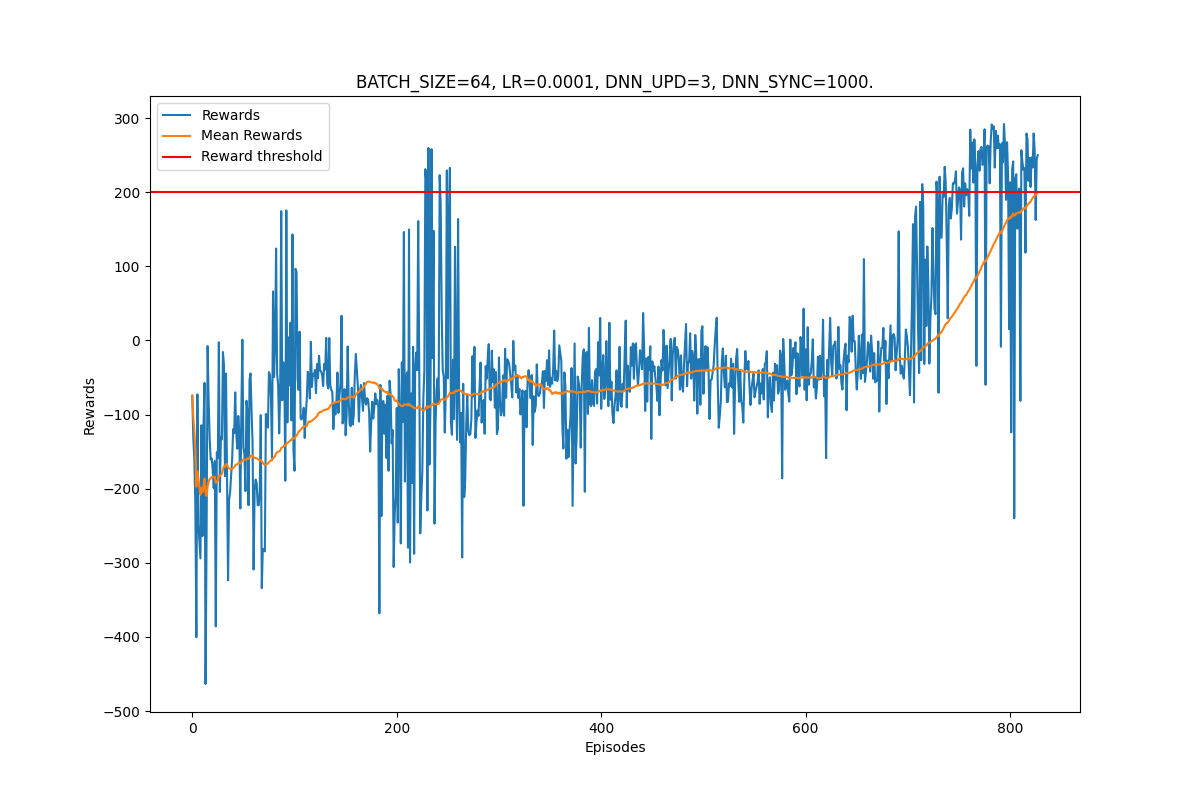 BATCH_SIZE=64, LR=0.0001, DNN_UPD=3, DNN_SYNC=1000.
Rewards
Mean Rewards
Reward threshold
300
200
100
0
−100
−200
−300
−400
−500
Rewards
0
200
400
600
800
Episodes